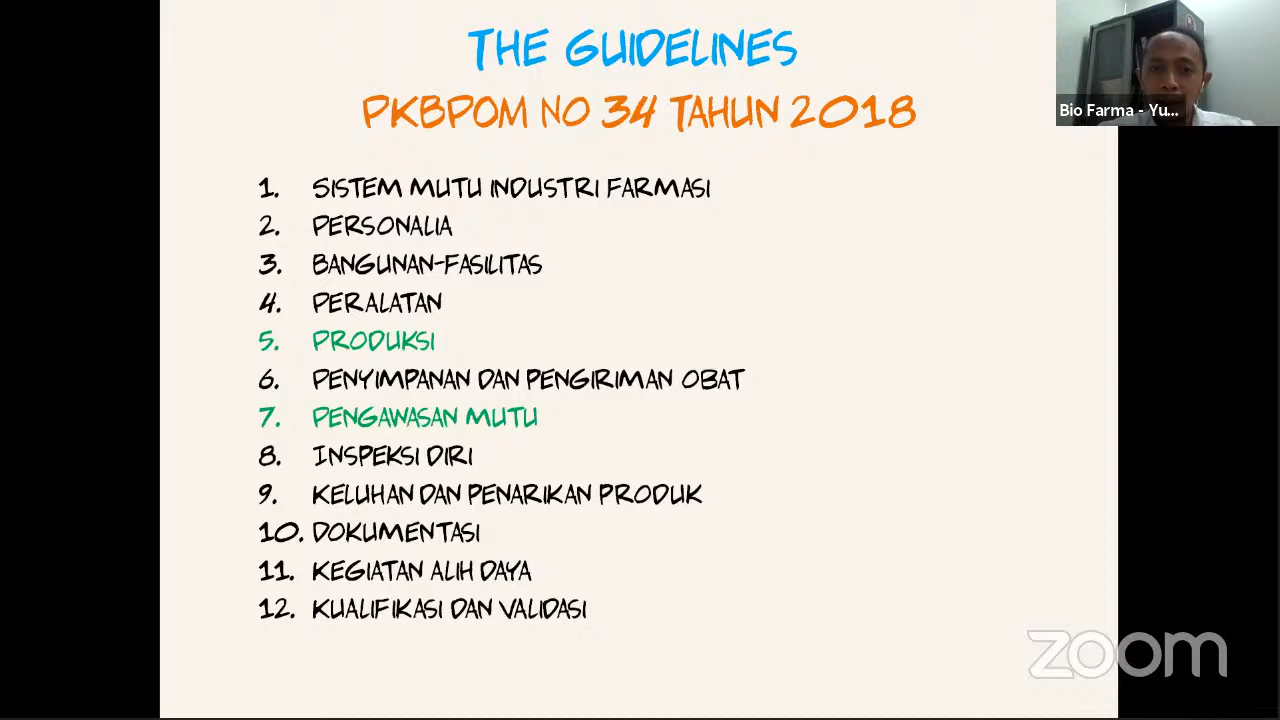 THE GUIDELINES
PKBPOM NO 34 TAHUN 2018
Bio Farma - Yu...
1. SISTEM MUTU INDUSTRI FARMASI
2. PERSONALIA
3. BANGUNAN-FASILITAS
4. PERALATAN
5. PRODUKSI
6. PENYIMPANAN DAN PENGIRIMAN OBAT
7. PENGAWASAN MUTU
8. INSPEKSI DIRI
9. KELUHAN DAN PENARIKAN PRODUK
10. DOKUMENTASI
11. KEGIATAN ALIH DAYA
12. KUALIFIKASI DAN VALIDASI
zoom